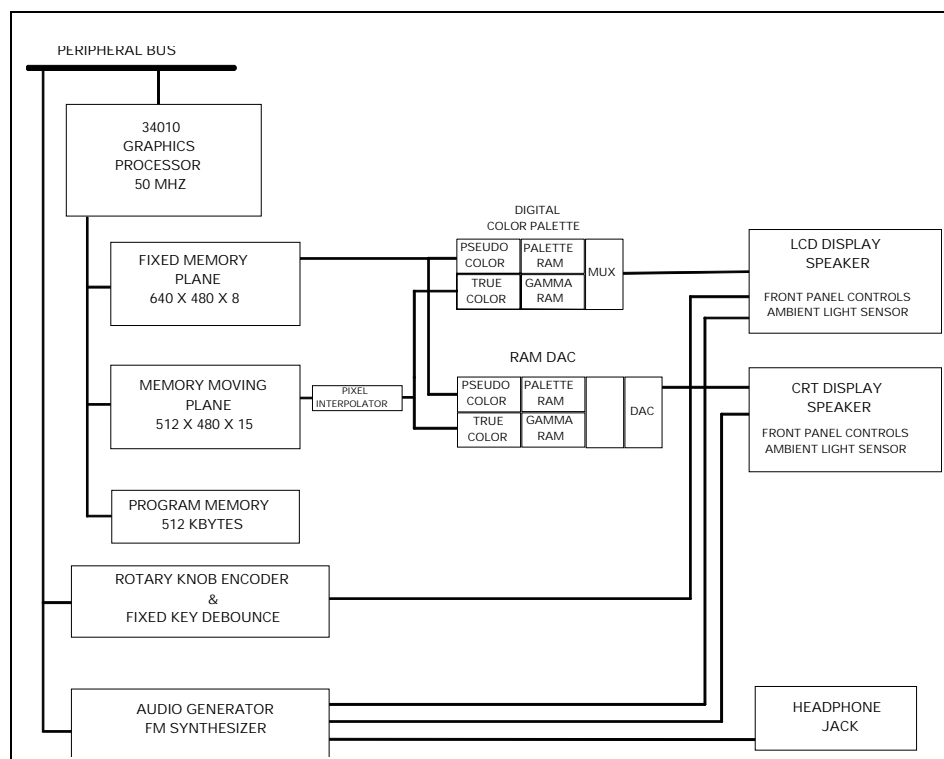 PERIPHERAL BUS
34010
GRAPHICS
PROCESSOR
50 MHZ
FIXED MEMORY
PLANE
640 X 480 X 8
MEMORY MOVING
PLANE
512 X 480 X 15
PIXEL
INTERPOLATOR
PROGRAM MEMORY
512 KBYTES
DIGITAL
COLOR PALETTE
PSEUDO
COLOR
PALETTE
RAM
TRUE
COLOR
GAMMA
RAM
MUX
RAM DAC
PSEUDO
COLOR
PALETTE
RAM
TRUE
COLOR
GAMMA
RAM
DAC
LCD DISPLAY
SPEAKER
FRONT PANEL CONTROLS
AMBIENT LIGHT SENSOR
CRT DISPLAY
SPEAKER
FRONT PANEL CONTROLS
AMBIENT LIGHT SENSOR
ROTARY KNOB ENCODER
&
FIXED KEY DEBOUNCE
AUDIO GENERATOR
FM SYNTHESIZER
HEADPHONE
JACK